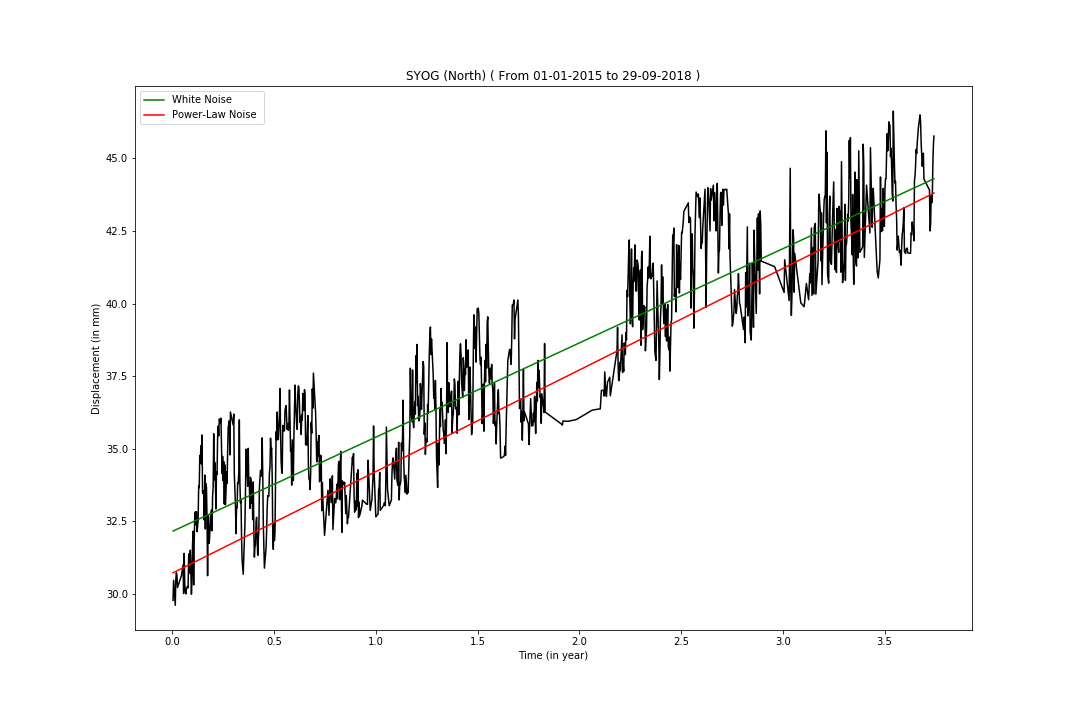 SYOG (North) ( From 01-01-2015 to 29-09-2018 )
White Noise
Power-Law Noise
Displacement (in mm)
45.0
42.5
40.0
37.5
35.0
32.5
30.0
0.0 0.5 1.0 1.5 2.0 2.5 3.0 3.5
Time (in year)